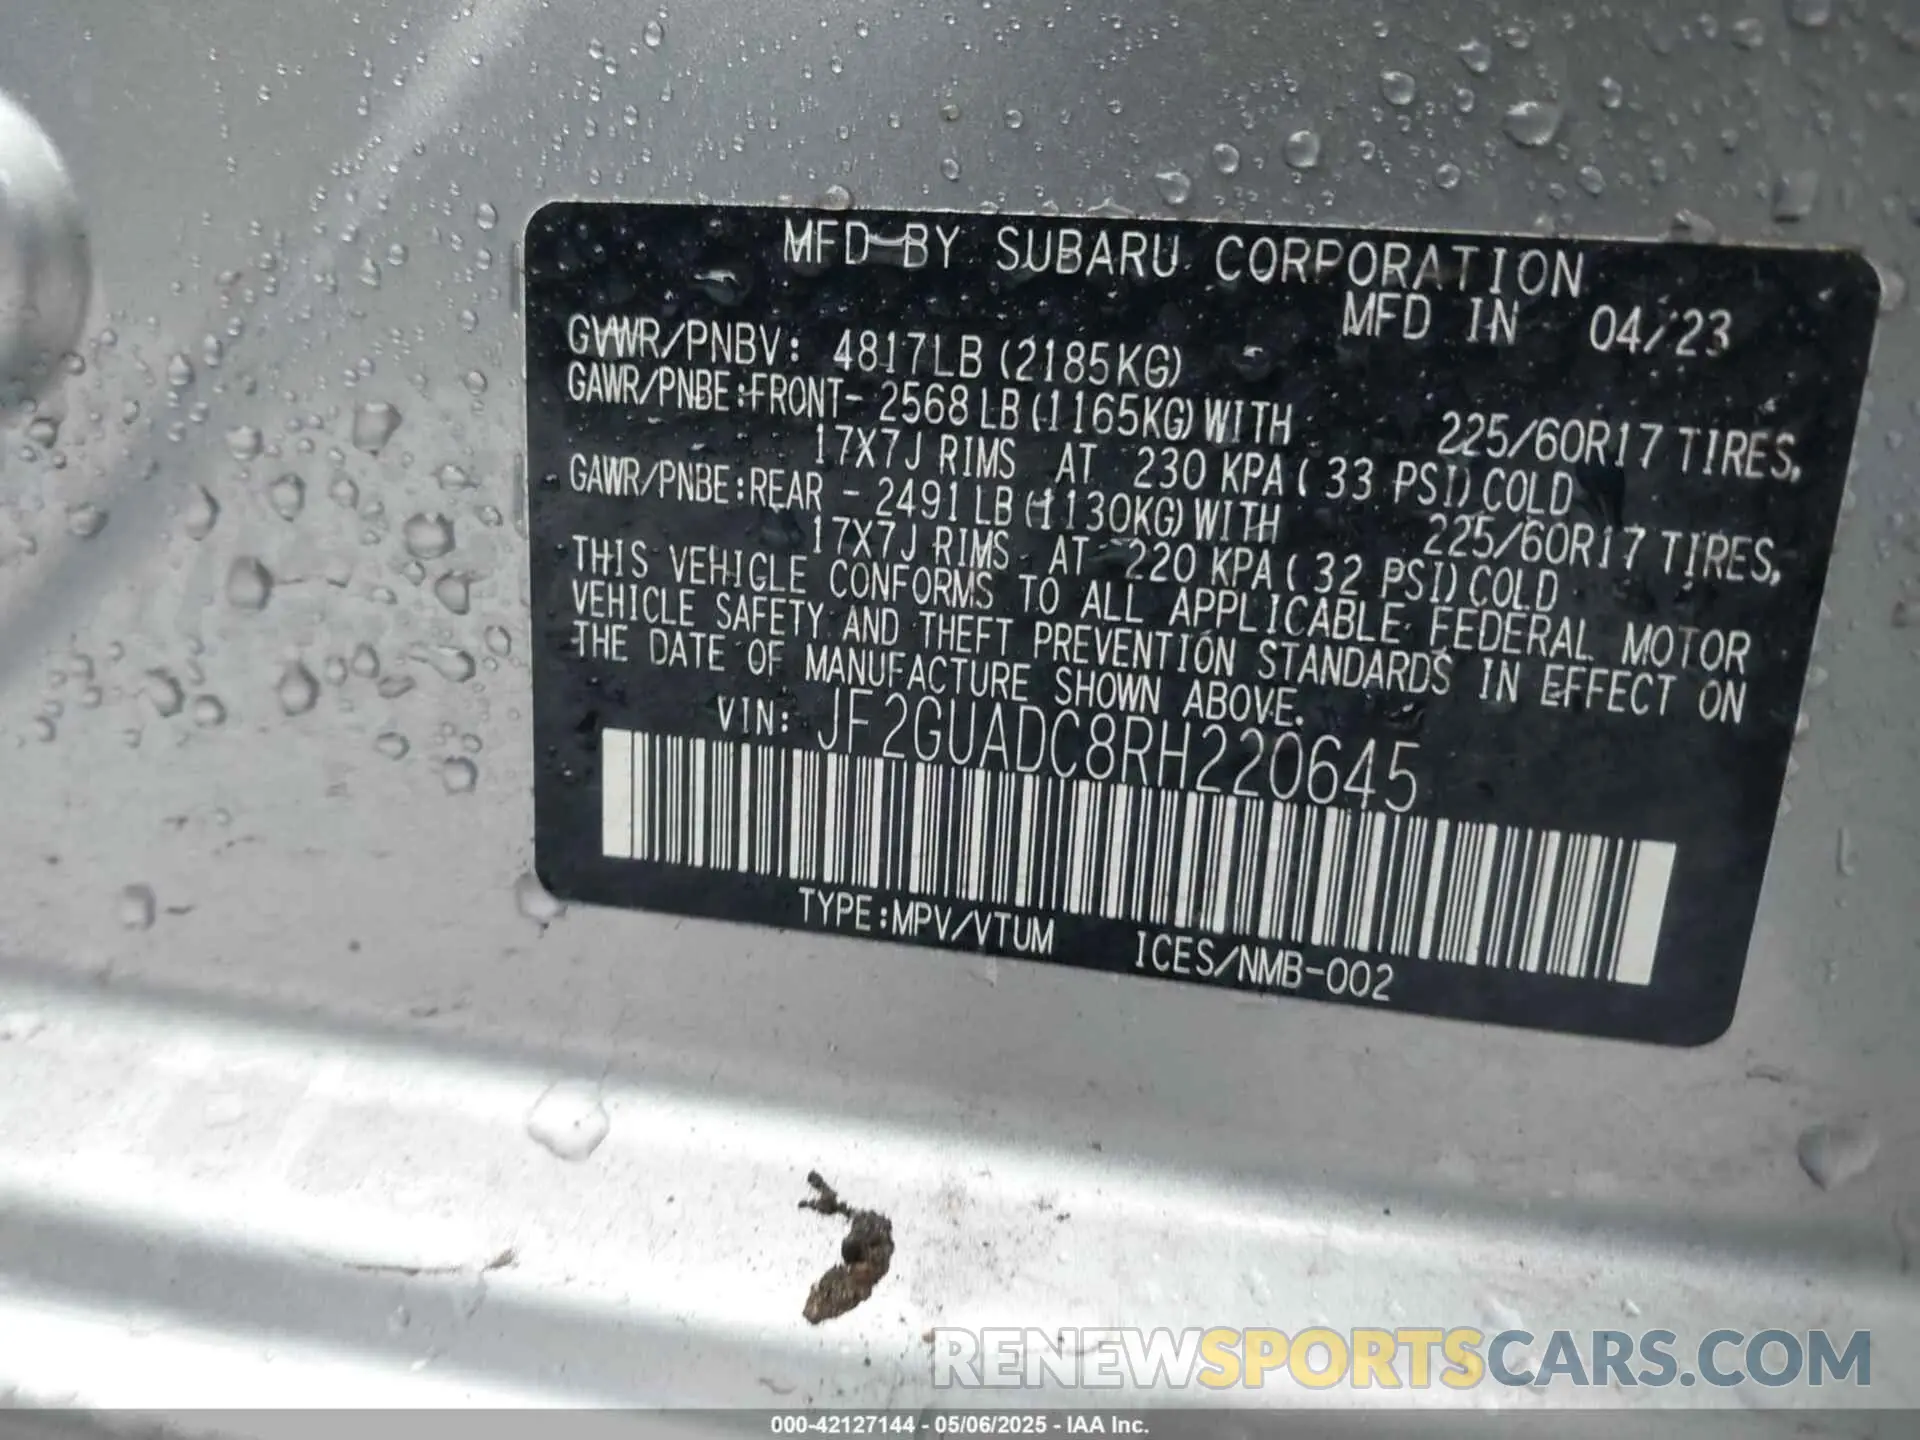 MFD BY SUBARU CORPORATION
MFD IN 04/23
GVWR/PNBV: 4817LB (2185KG)
GAWR/PNBE:FRONT- 2568 LB (1165KG) WITH 225/60R17 TIRES,
17X7J RIMS AT 230 KPA ( 33 PSI) COLD
GAWR/PNBE:REAR - 2491 LB (1130KG) WITH 225/60R17 TIRES,
17X7J RIMS AT 220 KPA ( 32 PSI) COLD
THIS VEHICLE CONFORMS TO ALL APPLICABLE FEDERAL MOTOR
VEHICLE SAFETY AND THEFT PREVENTION STANDARDS IN EFFECT ON
THE DATE OF MANUFACTURE SHOWN ABOVE.
VIN: JF2GUADC8RH220645
TYPE:MPV/VTUM ICES/NMB-002
RENEWSPORTSCARS.COM
000-42127144 - 05/06/2025 - IAA Inc.